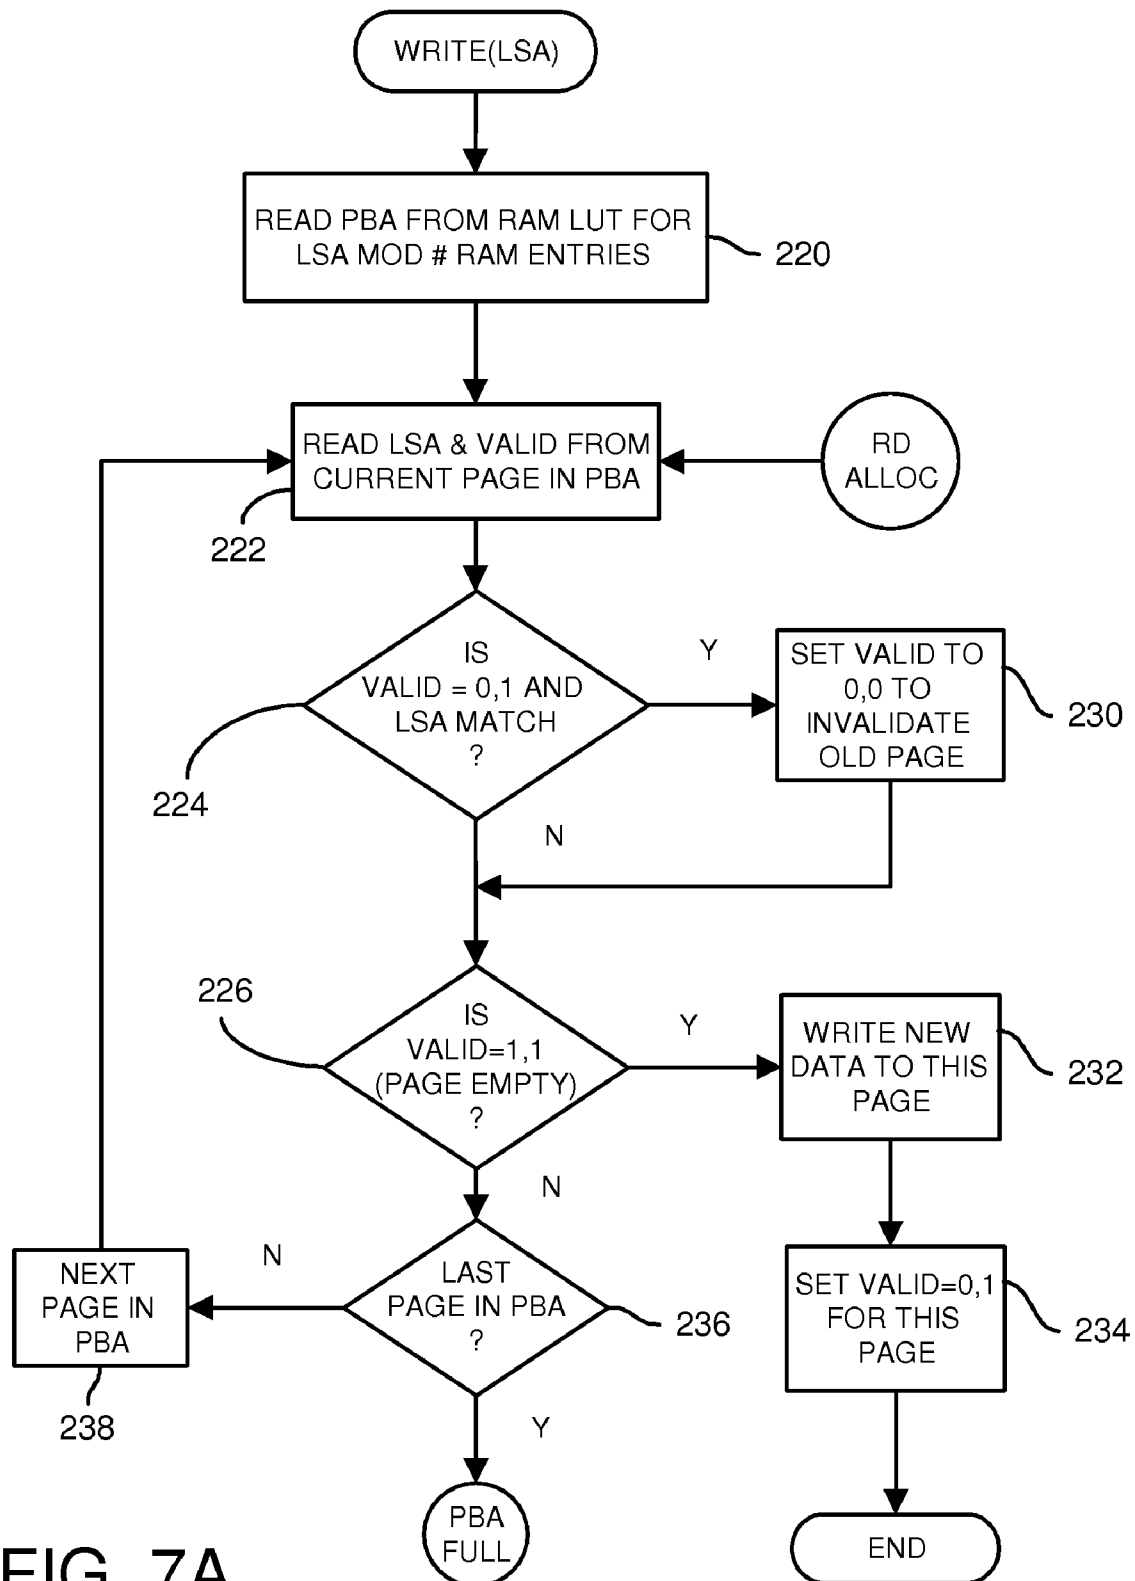 WRITE(LSA)
READ PBA FROM RAM LUT FOR
LSA MOD # RAM ENTRIES
220
READ LSA & VALID FROM
CURRENT PAGE IN PBA
RD
ALLOC
222
IS
VALID = 0,1 AND
LSA MATCH
?
Y
SET VALID TO
0,0 TO
INVALIDATE
OLD PAGE
230
224
N
226
IS
VALID=1,1
(PAGE EMPTY)
?
Y
WRITE NEW
DATA TO THIS
PAGE
232
N
LAST
PAGE IN PBA
?
236
N
NEXT
PAGE IN
PBA
238
SET VALID=0,1
FOR THIS
PAGE
234
Y
PBA
FULL
END
FIG. 7A